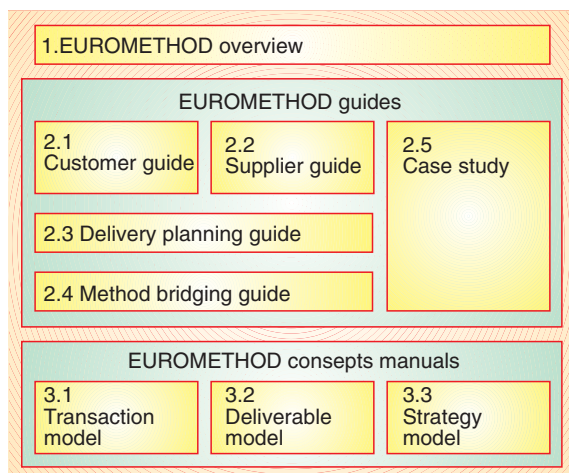 1.EUROMETHOD overview
EUROMETHOD guides
2.1
Customer guide
2.2
Supplier guide
2.5
Case study
2.3 Delivery planning guide
2.4 Method bridging guide
EUROMETHOD consepts manuals
3.1
Transaction
model
3.2
Deliverable
model
3.3
Strategy
model